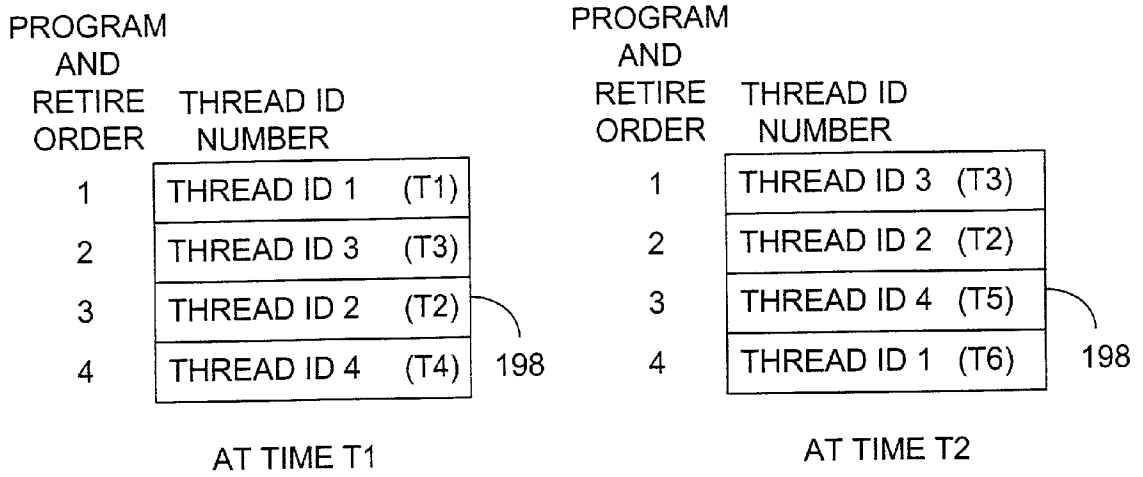 PROGRAM
AND
RETIRE THREAD ID
ORDER NUMBER
1 THREAD ID 1 (T1)
2 THREAD ID 3 (T3)
3 THREAD ID 2 (T2)
4 THREAD ID 4 (T4)
198
AT TIME T1
PROGRAM
AND
RETIRE THREAD ID
ORDER NUMBER
1 THREAD ID 3 (T3)
2 THREAD ID 2 (T2)
3 THREAD ID 4 (T5)
4 THREAD ID 1 (T6)
198
AT TIME T2